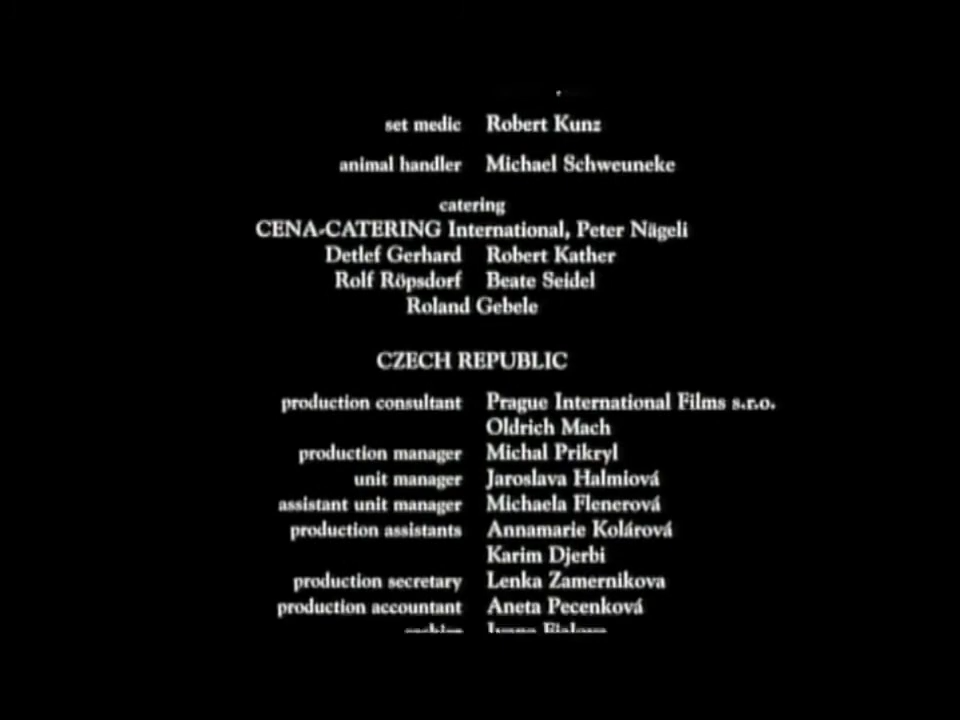 set medic Robert Kunz
animal handler Michael Schweuneke
catering
CENA-CATERING International, Peter Nägeli
Detlef Gerhard Robert Kather
Rolf Röpsdorf Beate Seidel
Roland Gebele
CZECH REPUBLIC
production consultant Prague International Films s.r.o.
Oldrich Mach
production manager Michal Prikryl
unit manager Jaroslava Halmiová
assistant unit manager Michaela Flenerová
production assistants Annamarie Kolárová
Karim Djerbi
production secretary Lenka Zamernikova
production accountant Aneta Pecenková